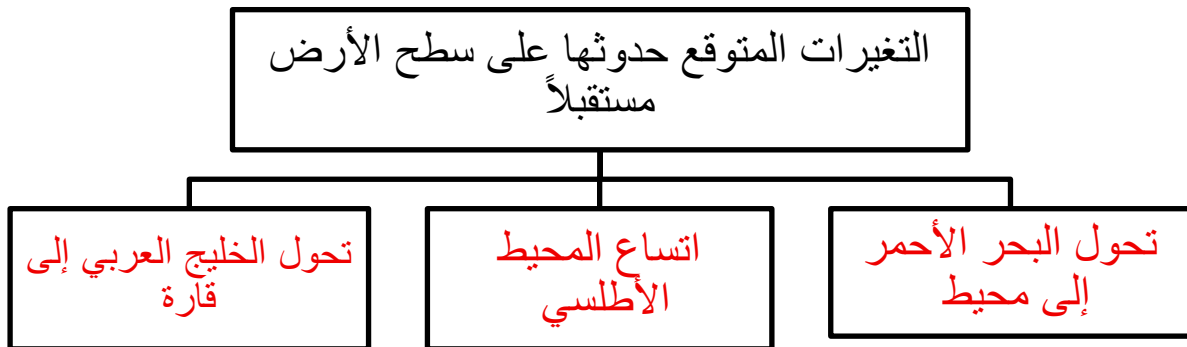 التغيرات المتوقع حدوثها على سطح الأرض
مستقبلاً
تحول البحر الأحمر
إلى محيط
اتساع المحيط
الأطلسي
تحول الخليج العربي إلى
قارة